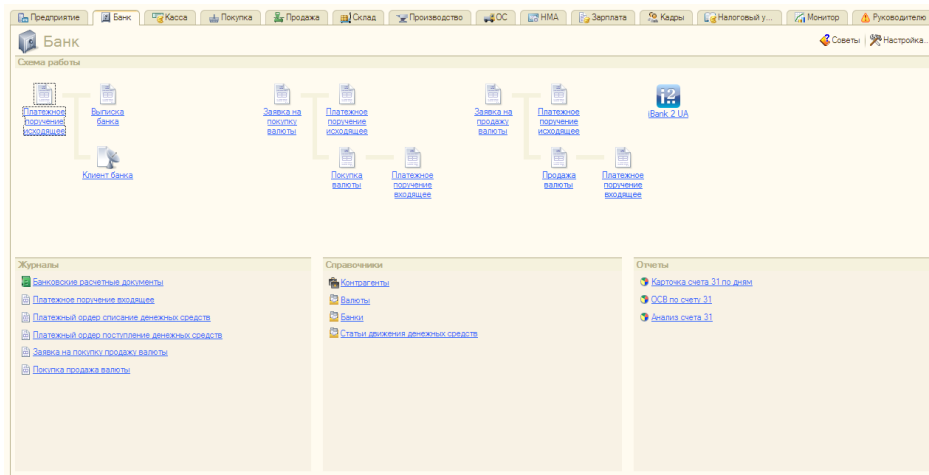 Предприятие Банк Касса Покупка Продажа Склад Производство ОС НМА Зарплата Кадры Налоговый у... Монитор Руководителю
Банк Советы Настройка...
Схема работы
Платежное поручение исходящее
Выписка банка
Клиент банка
Заявка на покупку валюты
Платежное поручение исходящее
Покупка валюты
Платежное поручение входящее
Заявка на продажу валюты
Платежное поручение исходящее
Продажа валюты
Платежное поручение входящее
iBank 2 UA
Журналы
Банковские расчетные документы
Платежное поручение входящее
Платежный ордер списание денежных средств
Платежный ордер поступление денежных средств
Заявка на покупку продажу валюты
Покупка продажа валюты
Справочники
Контрагенты
Валюты
Банки
Статьи движения денежных средств
Отчеты
Карточка счета 31 по дням
ОСВ по счету 31
Анализ счета 31